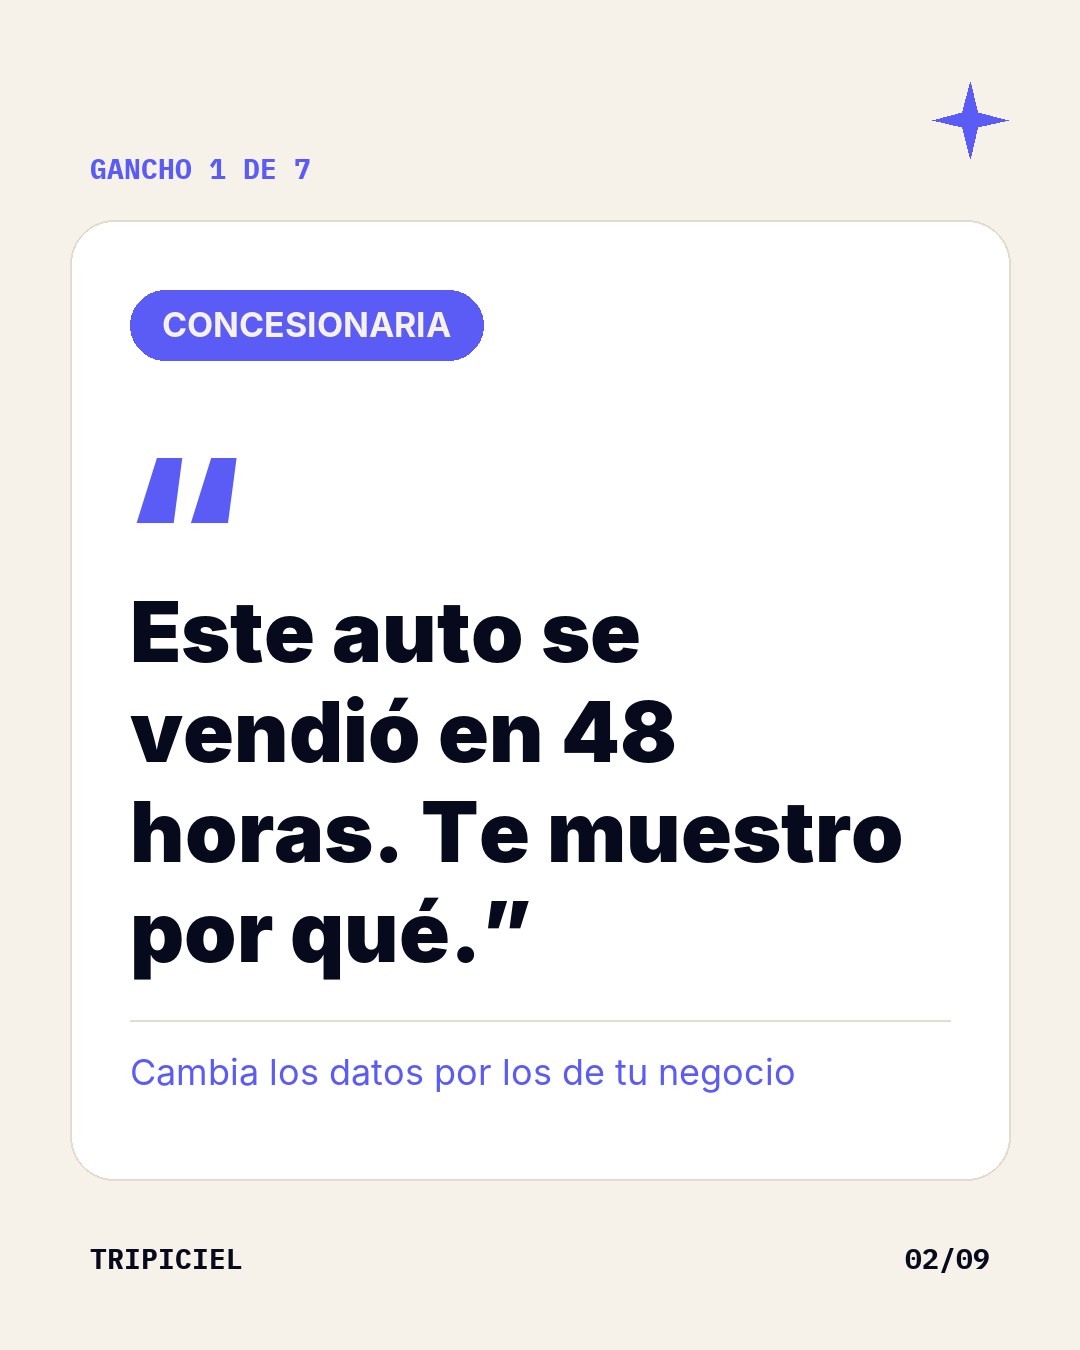 GANCHO 1 DE 7
CONCESIONARIA
“
Este auto se
vendió en 48
horas. Te muestro
por qué.”
Cambia los datos por los de tu negocio
TRIPICIEL
02/09